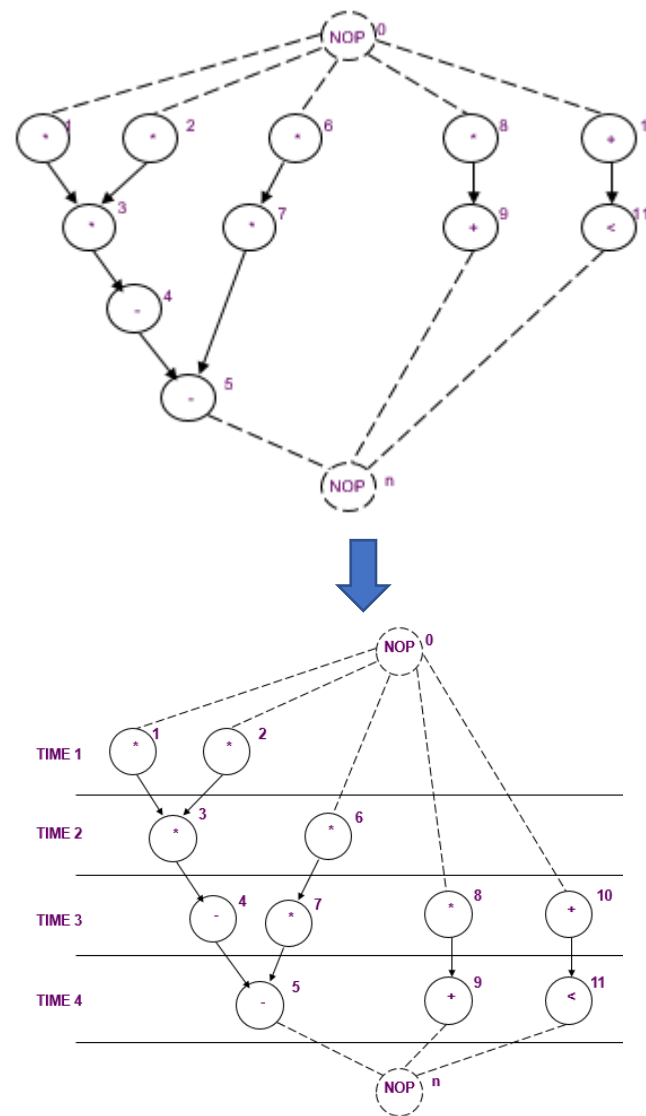 NOP 0
* 1 * 2 * 6 * 8 + 1
* 3 * 7 + 9 < 11
- 4
- 5
NOP n
NOP 0
TIME 1 * 1 * 2
TIME 2 * 3 * 6
TIME 3 - 4 * 7 * 8 + 10
TIME 4 - 5 + 9 < 11
NOP n